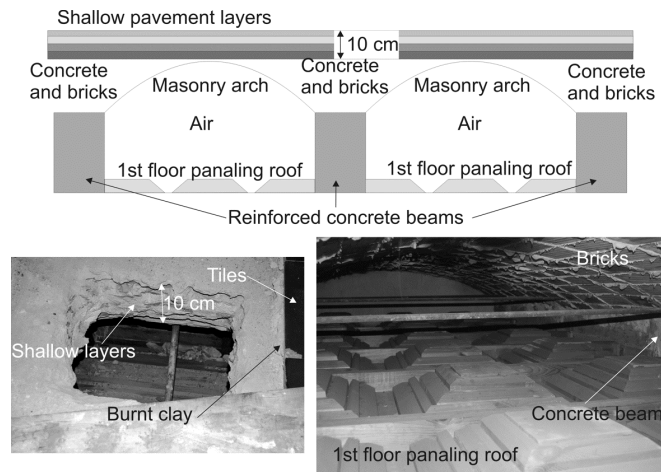 Shallow pavement layers
10 cm
Concrete
and bricks
Masonry arch
Concrete
and bricks
Masonry arch
Concrete
and bricks
Air
Air
1st floor panaling roof
1st floor panaling roof
Reinforced concrete beams
Tiles
10 cm
Shallow layers
Burnt clay
Bricks
Concrete beam
1st floor panaling roof